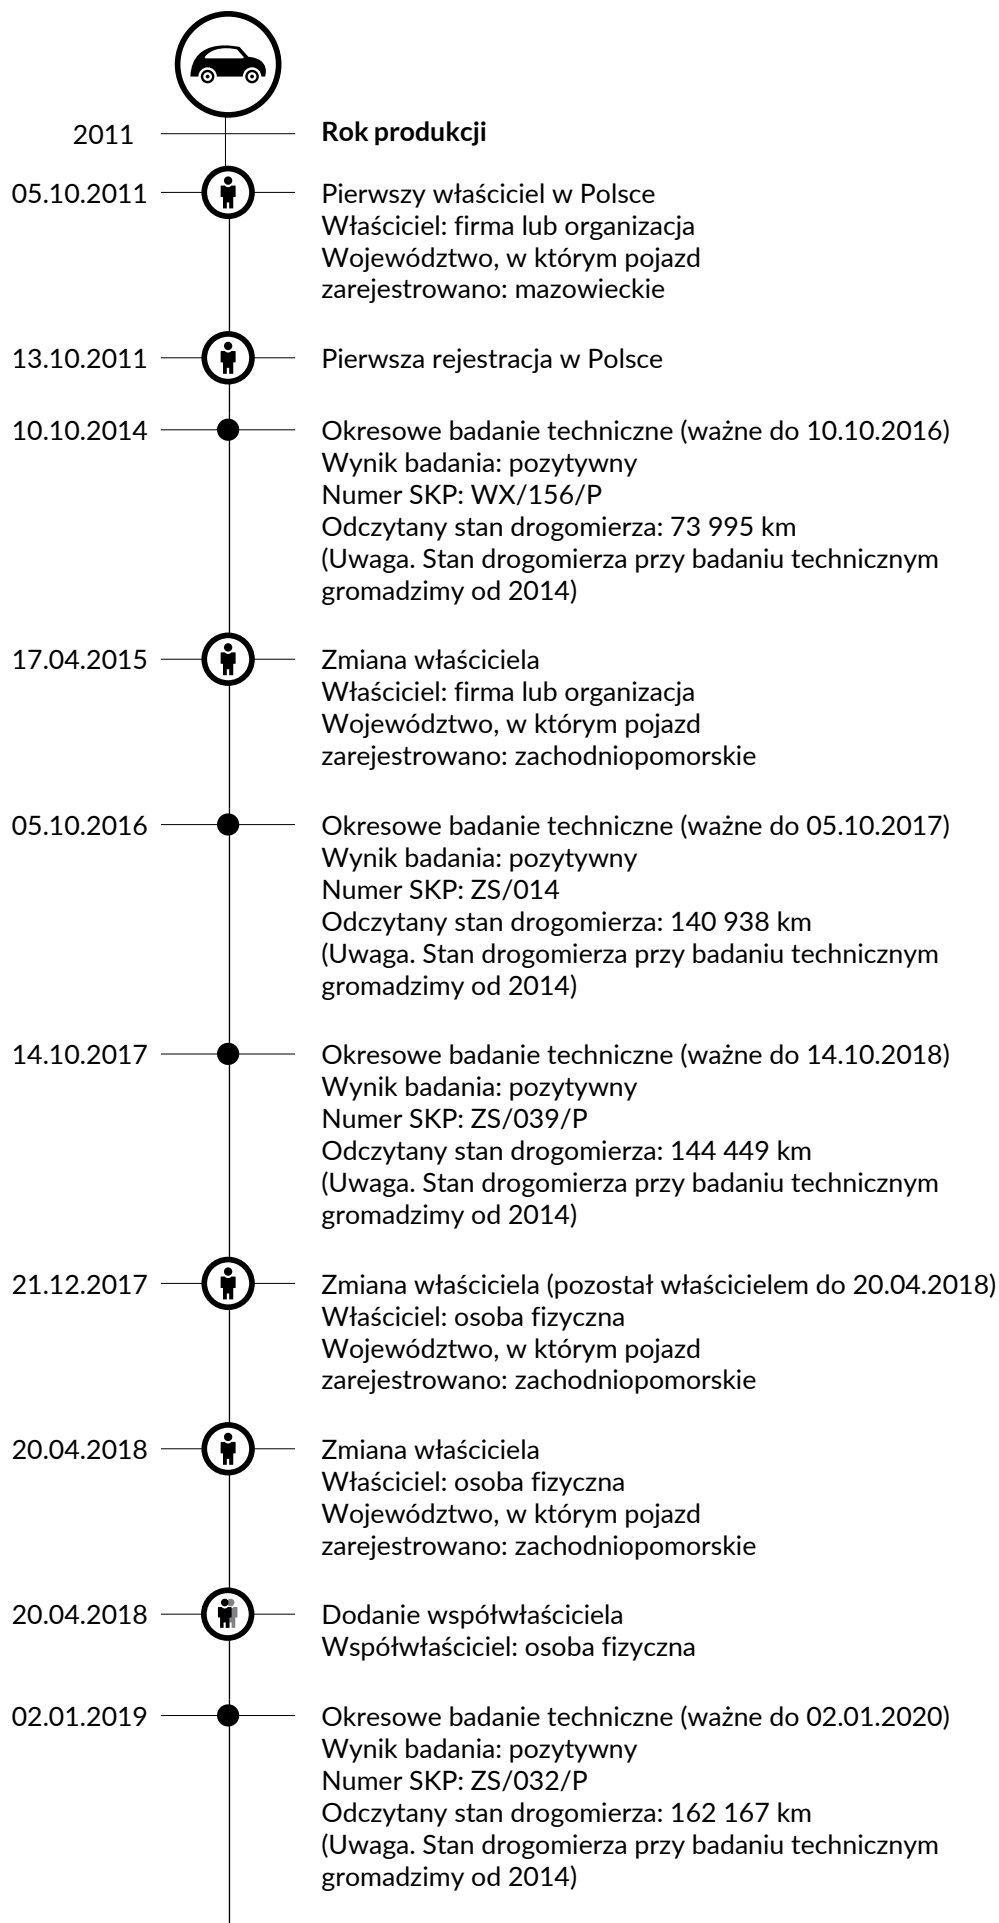 2011 Rok produkcji
05.10.2011 Pierwszy właściciel w Polsce
Właściciel: firma lub organizacja
Województwo, w którym pojazd
zarejestrowano: mazowieckie
13.10.2011 Pierwsza rejestracja w Polsce
10.10.2014 Okresowe badanie techniczne (ważne do 10.10.2016)
Wynik badania: pozytywny
Numer SKP: WX/156/P
Odczytany stan drogomierza: 73 995 km
(Uwaga. Stan drogomierza przy badaniu technicznym
gromadzimy od 2014)
17.04.2015 Zmiana właściciela
Właściciel: firma lub organizacja
Województwo, w którym pojazd
zarejestrowano: zachodniopomorskie
05.10.2016 Okresowe badanie techniczne (ważne do 05.10.2017)
Wynik badania: pozytywny
Numer SKP: ZS/014
Odczytany stan drogomierza: 140 938 km
(Uwaga. Stan drogomierza przy badaniu technicznym
gromadzimy od 2014)
14.10.2017 Okresowe badanie techniczne (ważne do 14.10.2018)
Wynik badania: pozytywny
Numer SKP: ZS/039/P
Odczytany stan drogomierza: 144 449 km
(Uwaga. Stan drogomierza przy badaniu technicznym
gromadzimy od 2014)
21.12.2017 Zmiana właściciela (pozostał właścicielem do 20.04.2018)
Właściciel: osoba fizyczna
Województwo, w którym pojazd
zarejestrowano: zachodniopomorskie
20.04.2018 Zmiana właściciela
Właściciel: osoba fizyczna
Województwo, w którym pojazd
zarejestrowano: zachodniopomorskie
20.04.2018 Dodanie współwłaściciela
Współwłaściciel: osoba fizyczna
02.01.2019 Okresowe badanie techniczne (ważne do 02.01.2020)
Wynik badania: pozytywny
Numer SKP: ZS/032/P
Odczytany stan drogomierza: 162 167 km
(Uwaga. Stan drogomierza przy badaniu technicznym
gromadzimy od 2014)